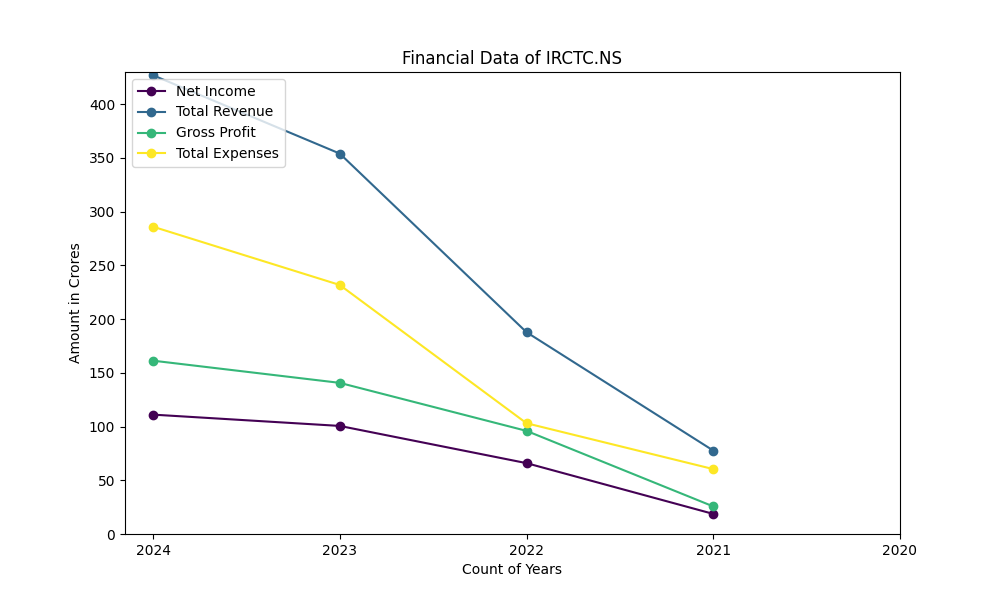 Financial Data of IRCTC.NS
Net Income
Total Revenue
Gross Profit
Total Expenses
400
350
300
250
200
150
100
50
0
Amount in Crores
2024 2023 2022 2021 2020
Count of Years